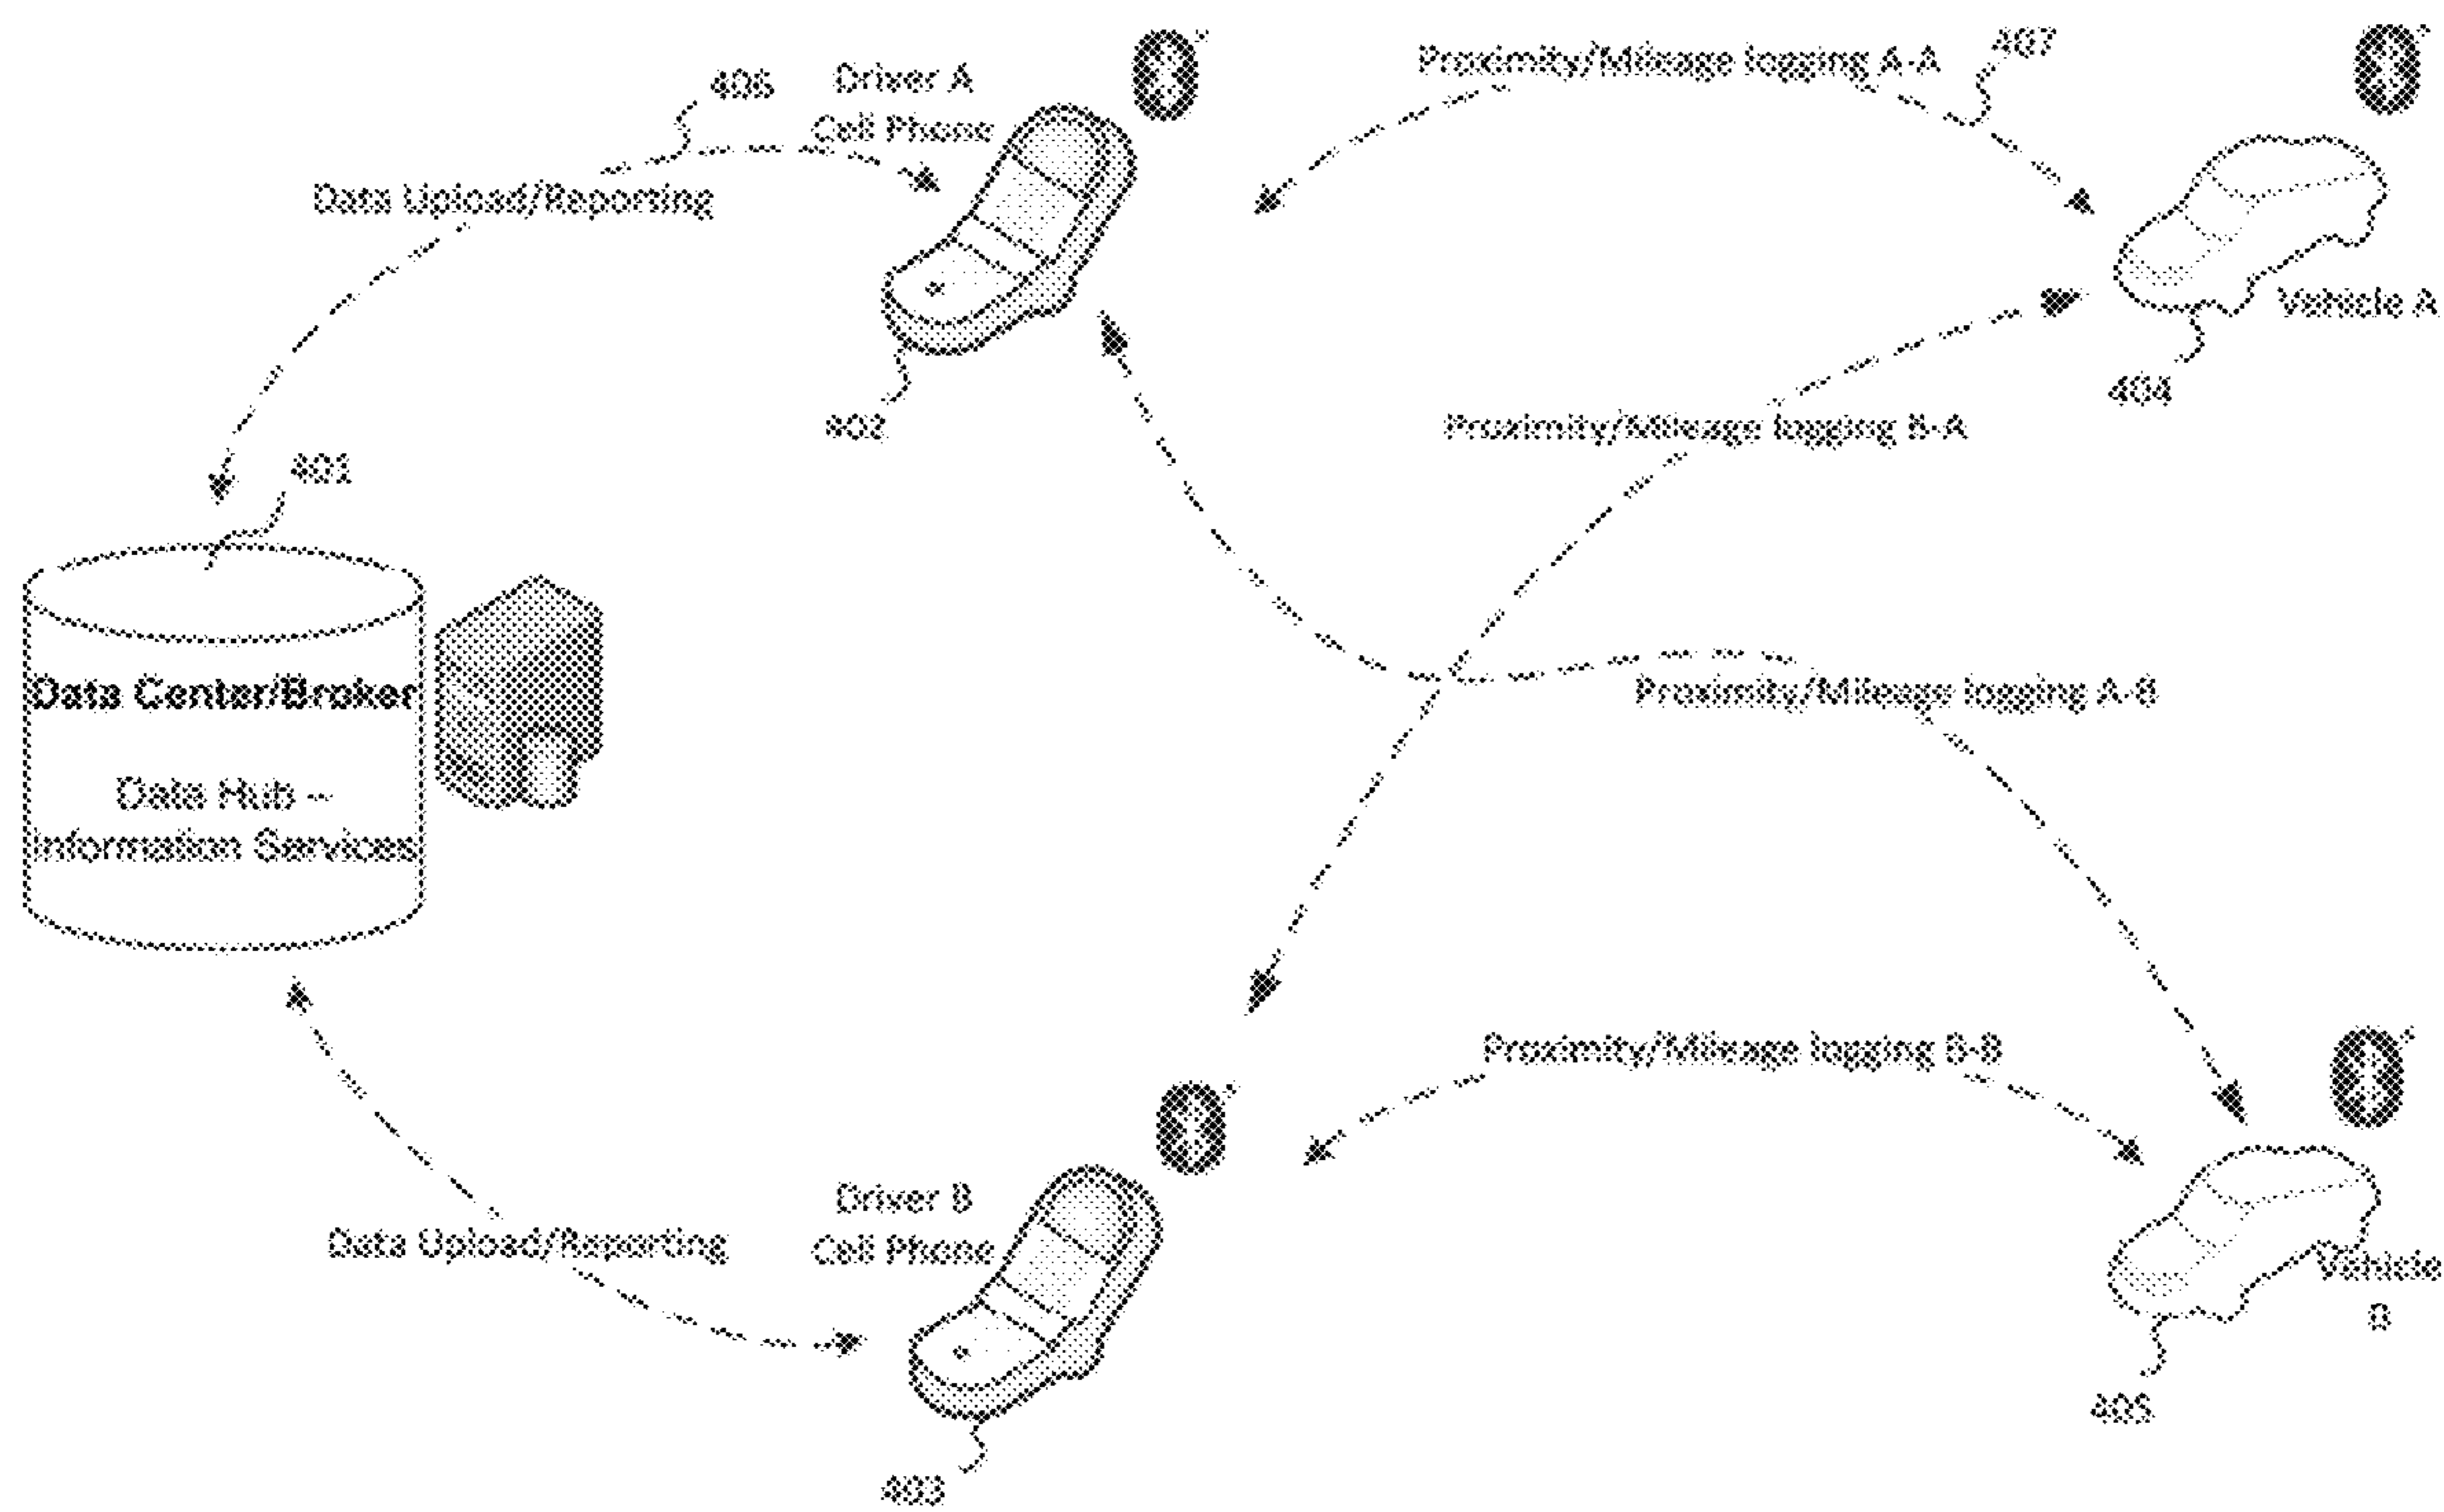 406
Driver A
Cell Phone
Proximity/Mileage logging A-A
407
Data Upload/Reporting
Vehicle A
404
402
Proximity/Mileage logging B-A
401
Data Center/Broker
Proximity/Mileage logging A-B
Data Hub –
Information Services
Proximity/Mileage logging B-B
Driver B
Cell Phone
Data Upload/Reporting
Vehicle
B
405
403